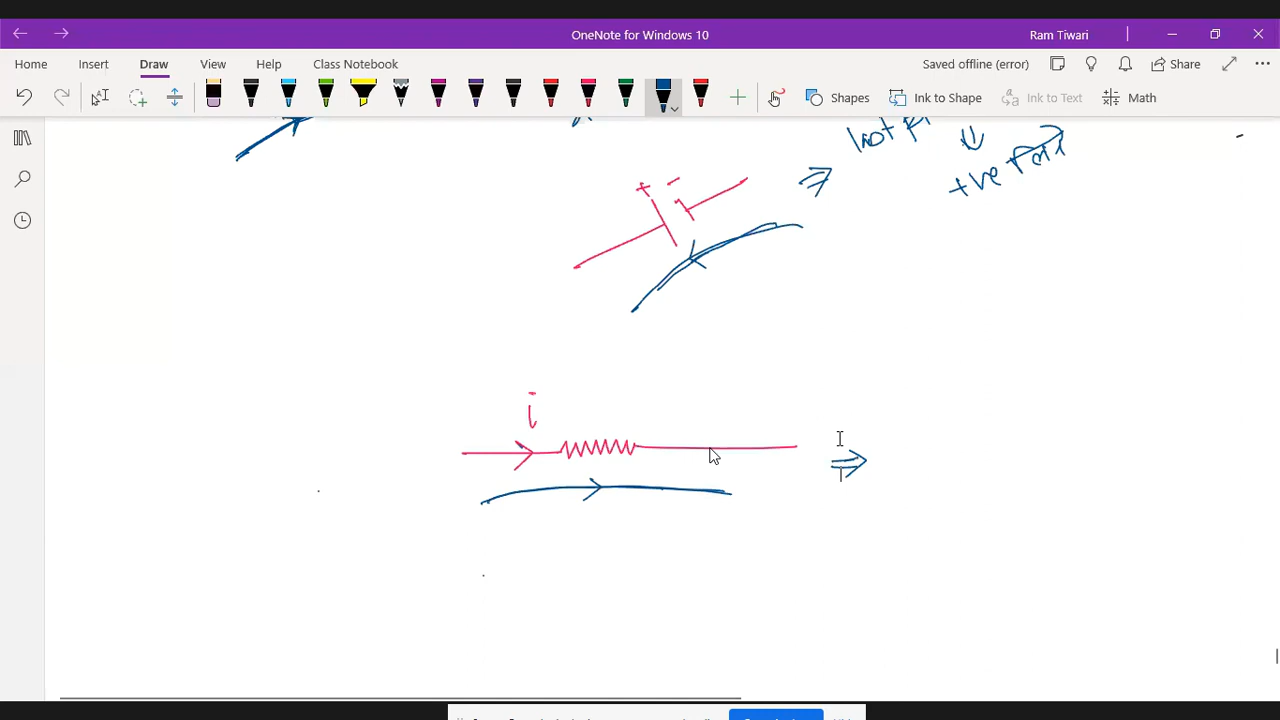 OneNote for Windows 10
Ram Tiwari
Home Insert Draw View Help Class Notebook
Saved offline (error) Share
Shapes Ink to Shape Ink to Text Math
+ve
+ -
i